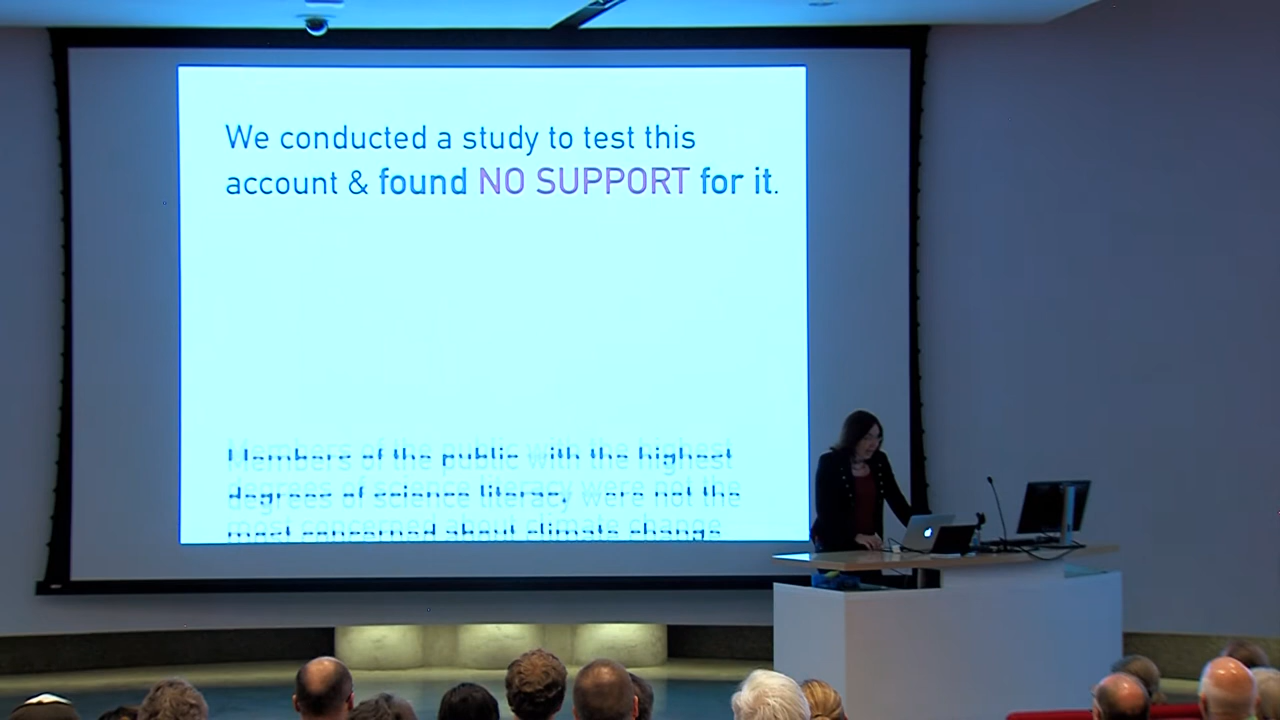 We conducted a study to test this
account & found NO SUPPORT for it.
Members of the public with the highest
degrees of science literacy, were not the
most concerned about climate change